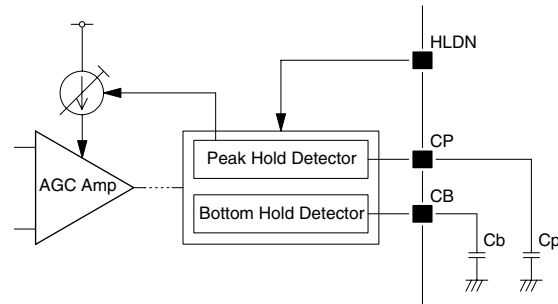 HLDN
CP
Peak Hold Detector
AGC Amp
CB
Bottom Hold Detector
Cb
Cp